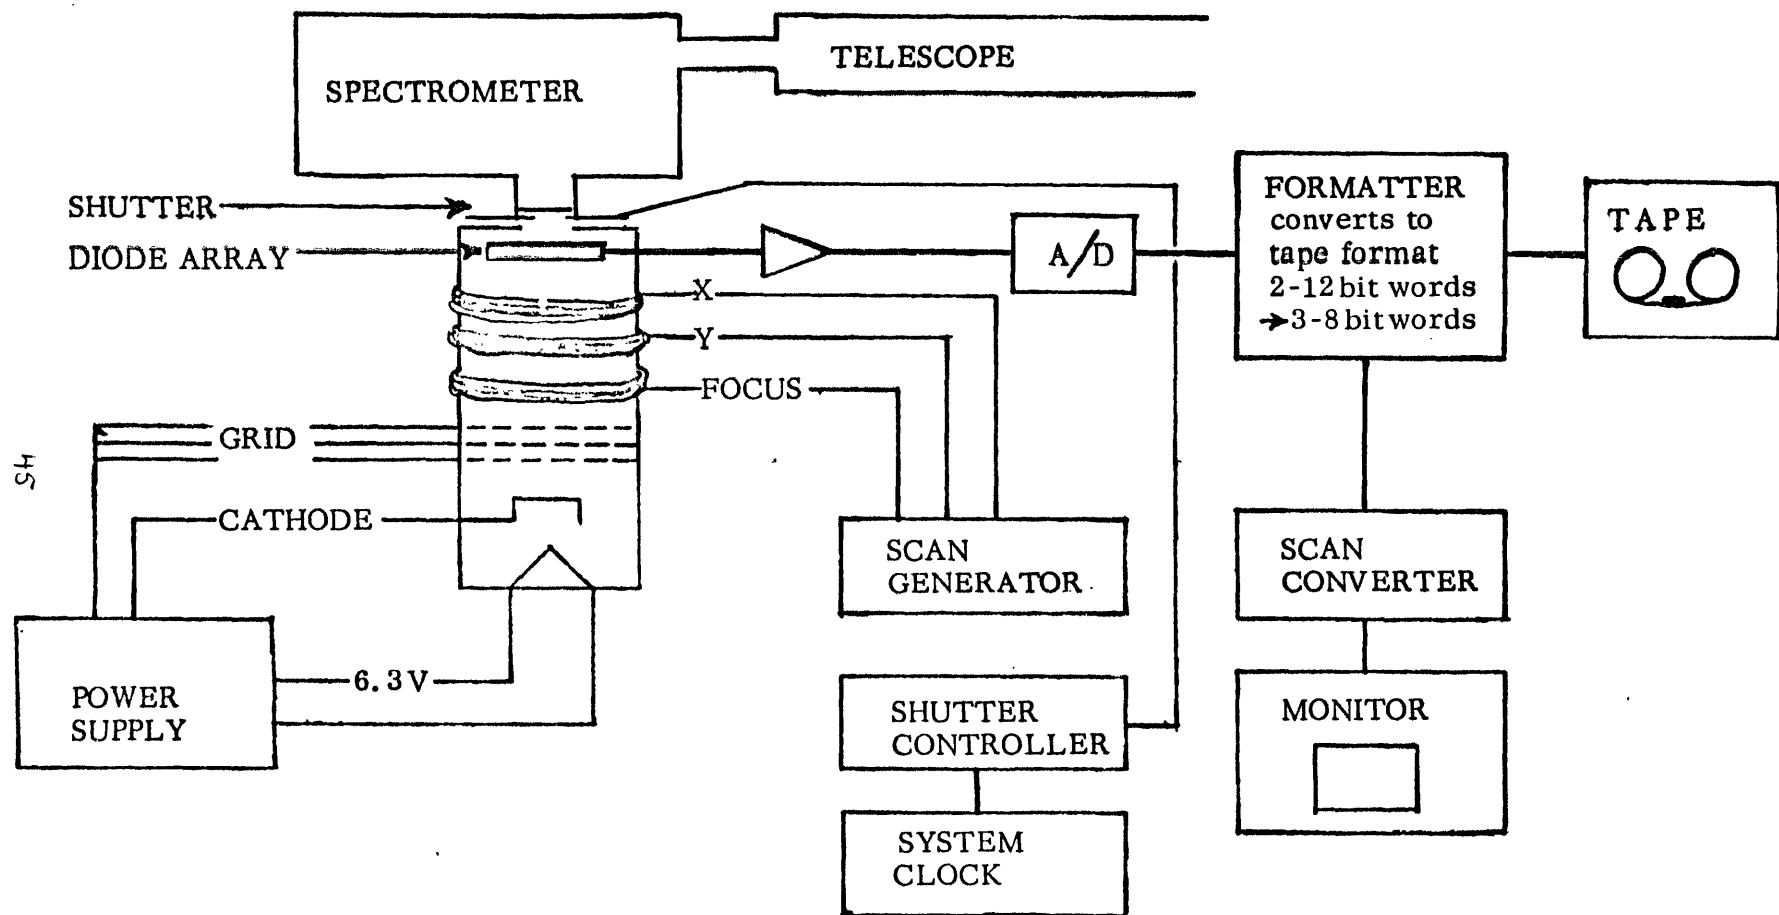 TELESCOPE
SPECTROMETER
SHUTTER
DIODE ARRAY
A/D
FORMATTER
converts to
tape format
2-12 bit words
→3-8 bit words
TAPE
X
Y
FOCUS
GRID
CATHODE
45
SCAN
GENERATOR
SCAN
CONVERTER
6.3V
POWER
SUPPLY
SHUTTER
CONTROLLER
MONITOR
SYSTEM
CLOCK